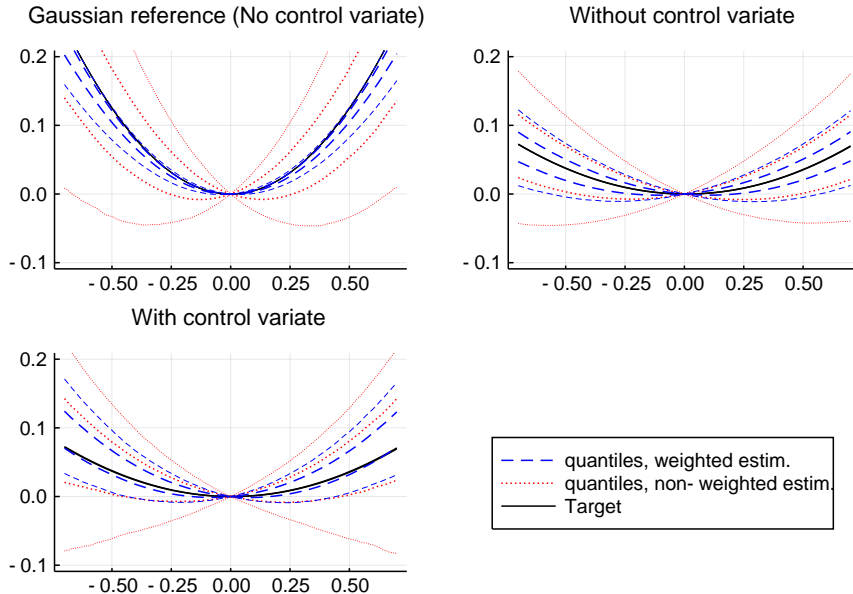 Gaussian reference (No control variate)
0.2
0.1
0.0
- 0.1
- 0.50 - 0.25 0.00 0.25 0.50
Without control variate
0.2
0.1
0.0
- 0.1
- 0.50 - 0.25 0.00 0.25 0.50
With control variate
0.2
0.1
0.0
- 0.1
- 0.50 - 0.25 0.00 0.25 0.50
quantiles, weighted estim.
quantiles, non- weighted estim.
Target